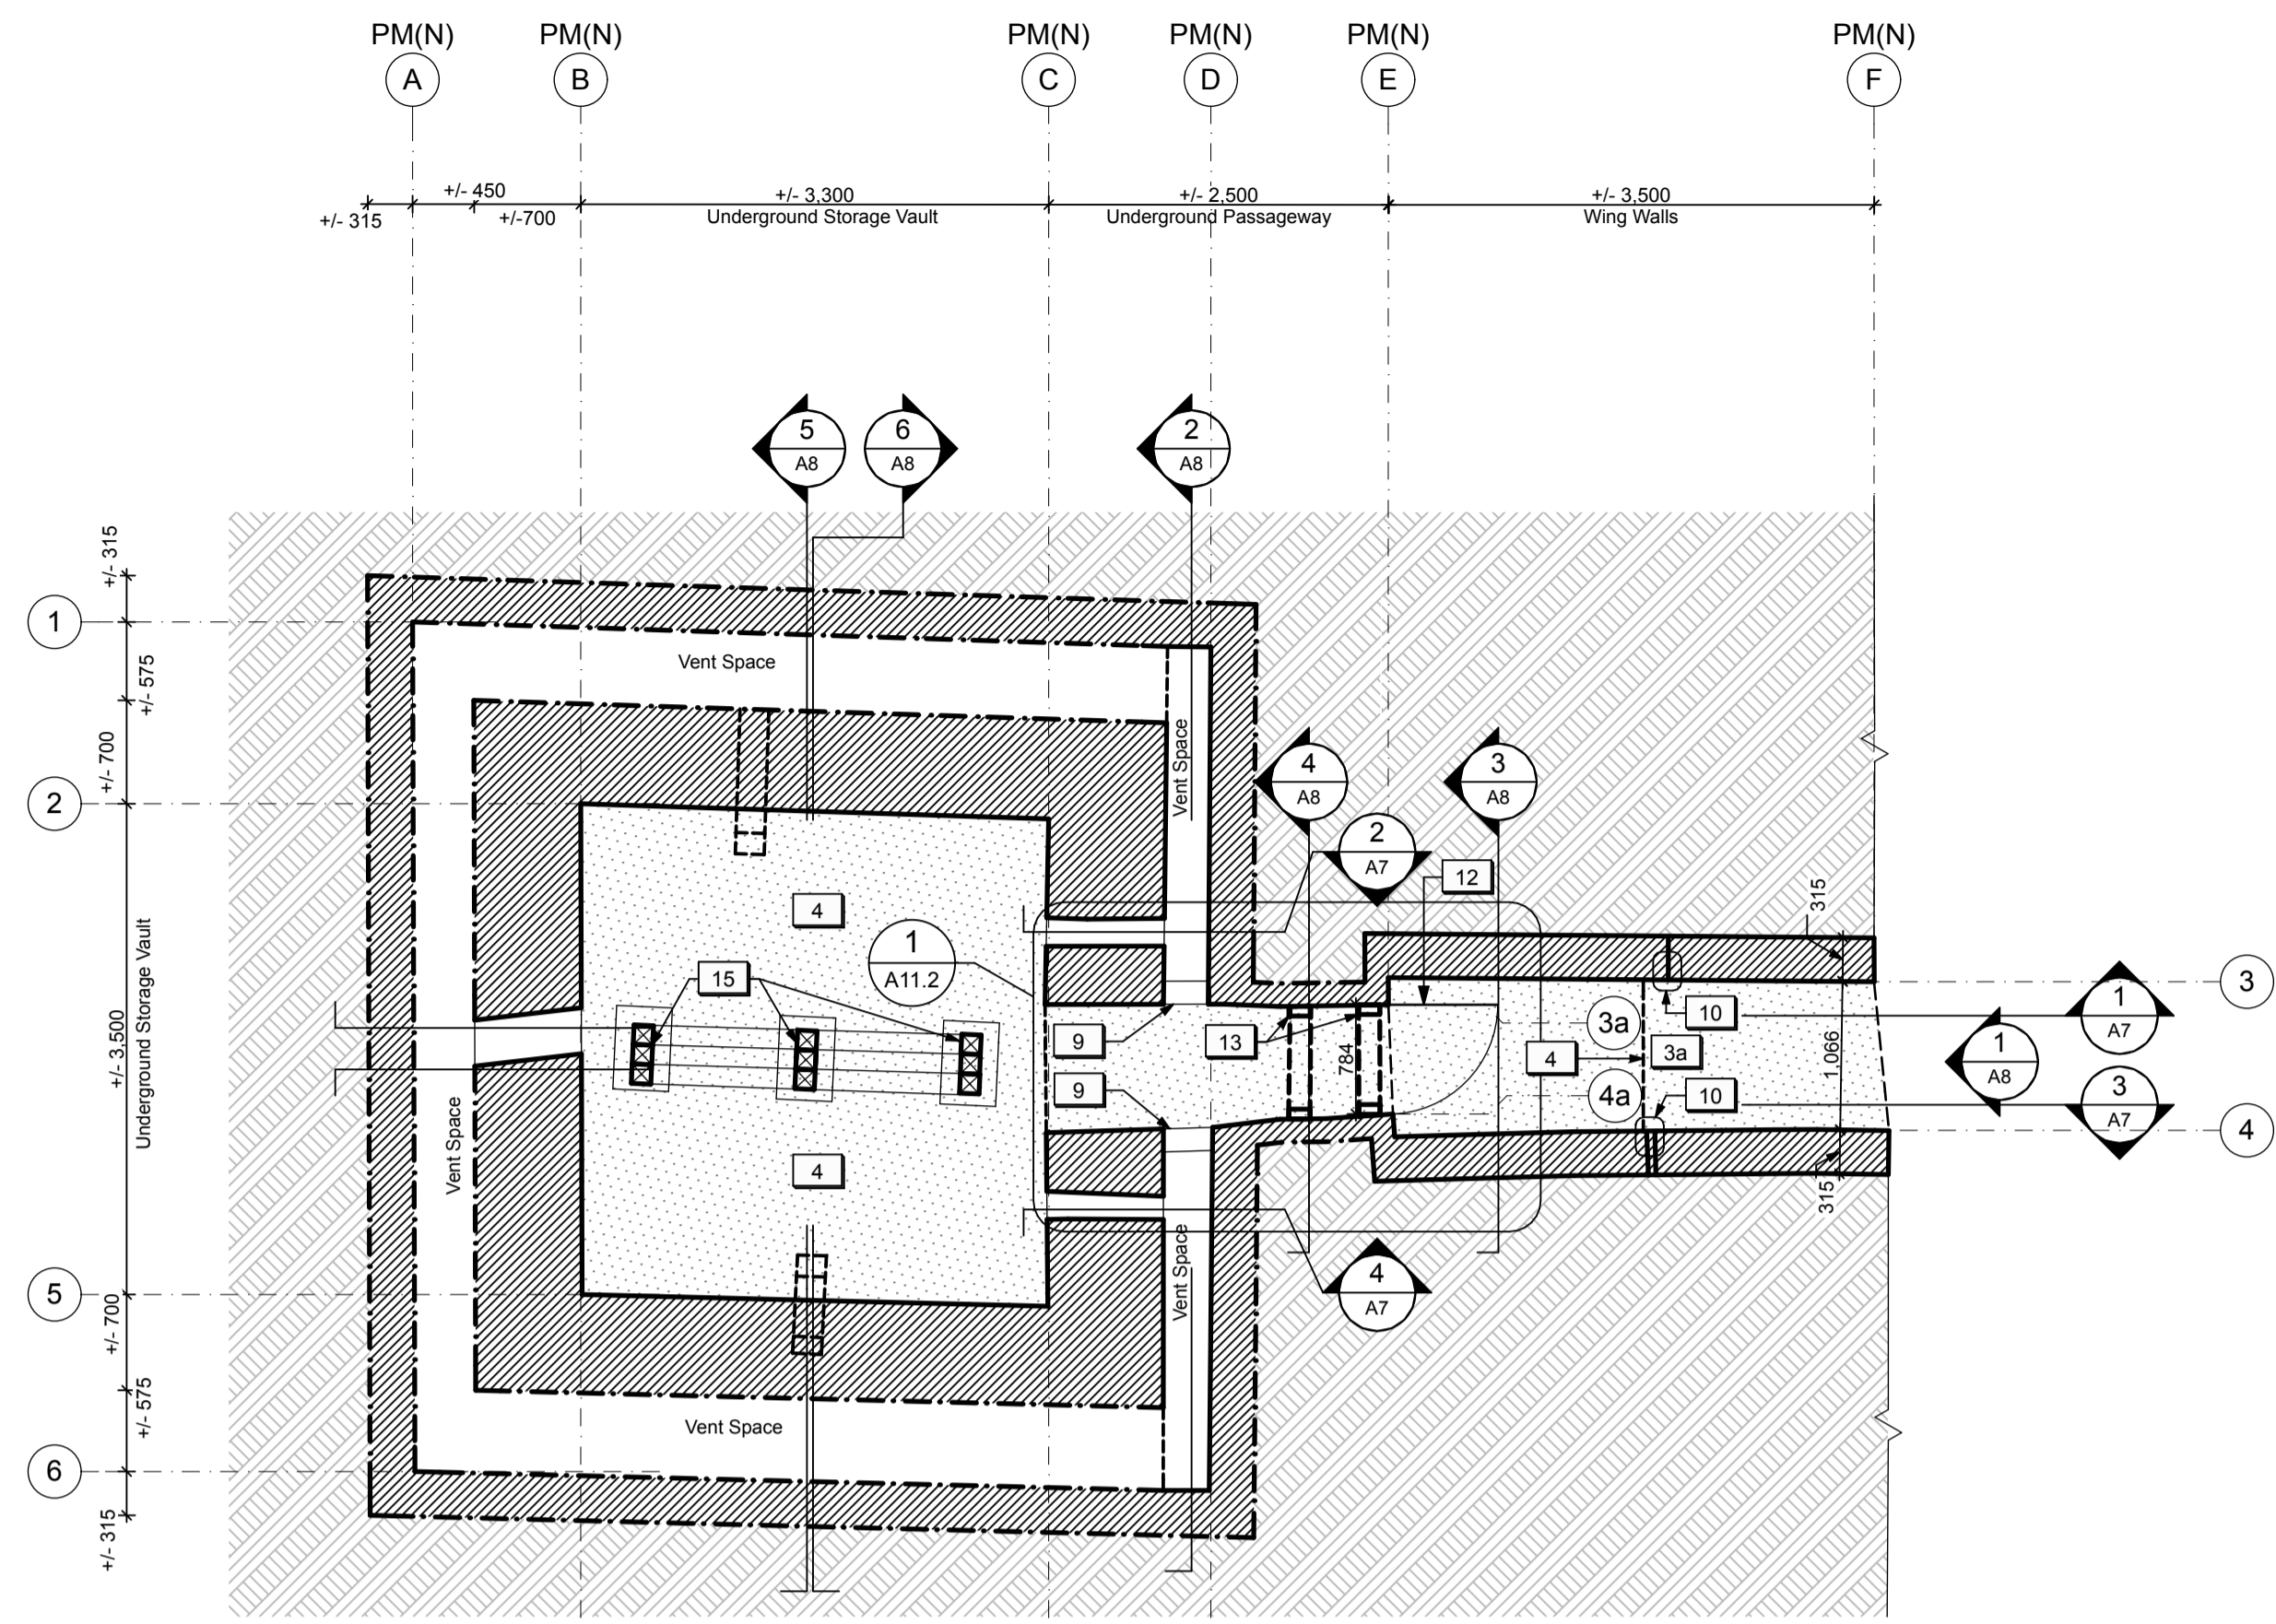 PM(N) PM(N) PM(N) PM(N) PM(N) PM(N)
A B C D E F
+/- 315
+/- 450
+/-700
+/- 3,300
Underground Storage Vault
+/- 2,500
Underground Passageway
+/- 3,500
Wing Walls
5
A8
6
A8
2
A8
+/- 315
1
+/- 575
Vent Space
+/- 700
Vent Space
2
4
A8
3
A8
2
A7
12
4
315
1
A11.2
15
3
9
13
784
3a
10
1
A7
4
3a
1,066
1
A8
9
4a
10
3
A7
4
315
+/- 3,500
Underground Storage Vault
Vent Space
4
Vent Space
5
4
A7
+/- 700
+/- 575
Vent Space
6
+/- 315